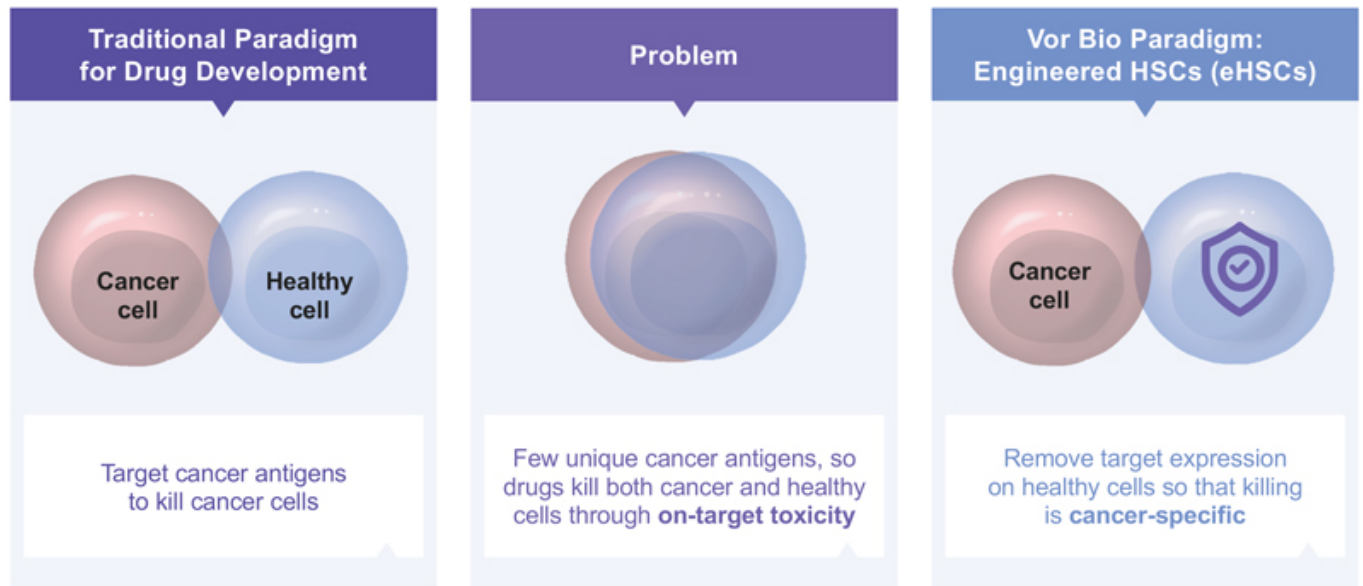 Traditional Paradigm
for Drug Development
Cancer
cell
Healthy
cell
Target cancer antigens
to kill cancer cells
Problem
Few unique cancer antigens, so
drugs kill both cancer and healthy
cells through on-target toxicity
Vor Bio Paradigm:
Engineered HSCs (eHSCs)
Cancer
cell
Remove target expression
on healthy cells so that killing
is cancer-specific